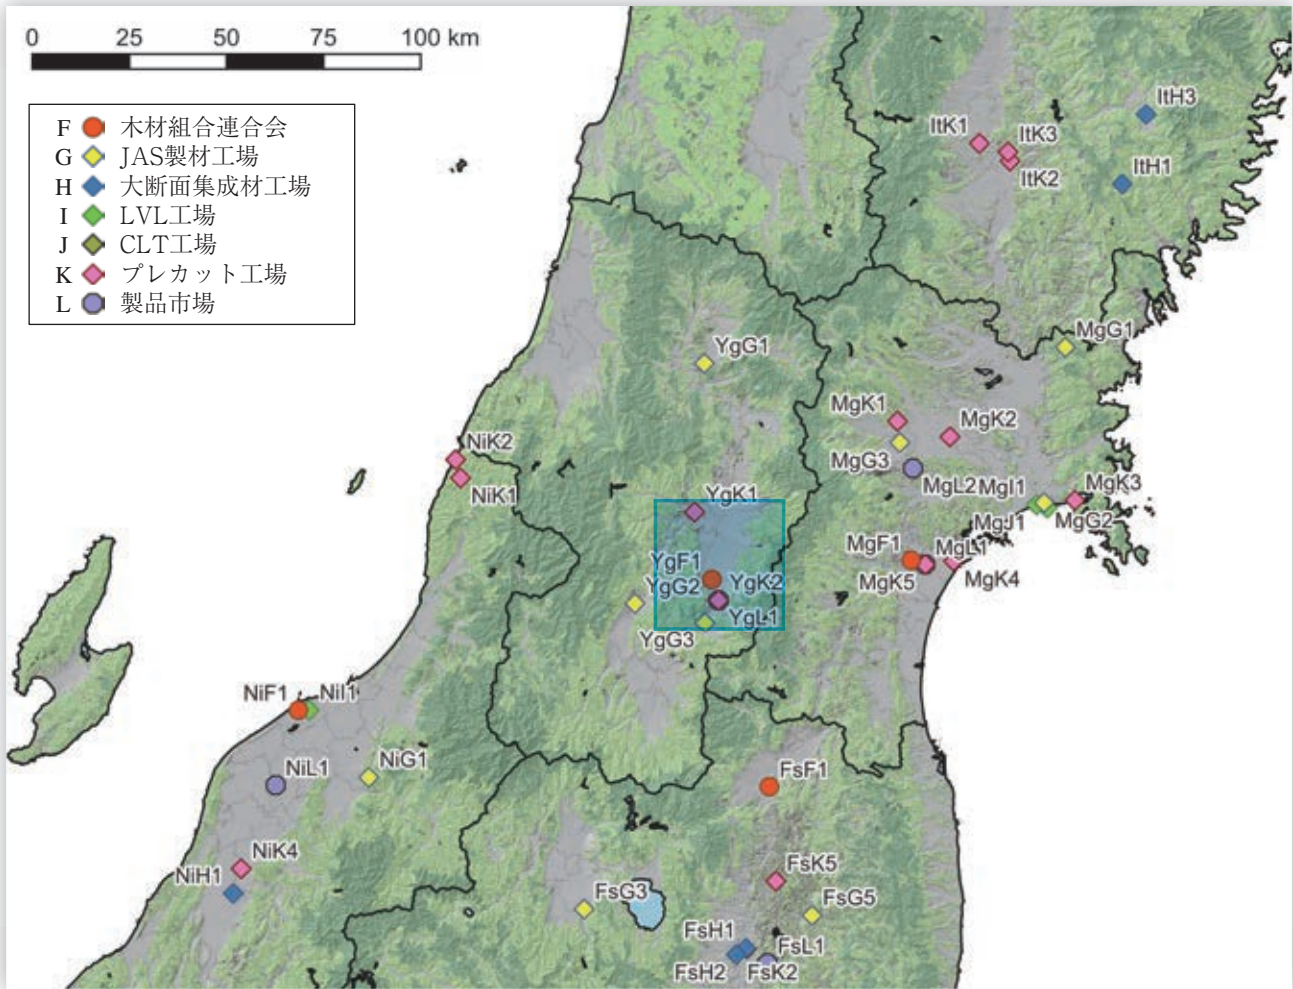 0 25 50 75 100 km
F 木材組合連合会
G JAS製材工場
H 大断面集成材工場
I LVL工場
J CLT工場
K プレカット工場
L 製品市場
ItH3
ItK1
ItK3
ItK2
ItH1
MgG1
YgG1
MgK1
MgK2
NiK2
MgG3
NiK1
MgL2
MgI1
MgK3
YgK1
MgJ1
MgG2
MgF1
MgL1
YgF1
MgK5
MgK4
YgG2
YgK2
YgL1
YgG3
NiF1
NiI1
NiL1
NiG1
FsF1
NiK4
NiH1
FsK5
FsG3
FsG5
FsH1
FsL1
FsH2
FsK2